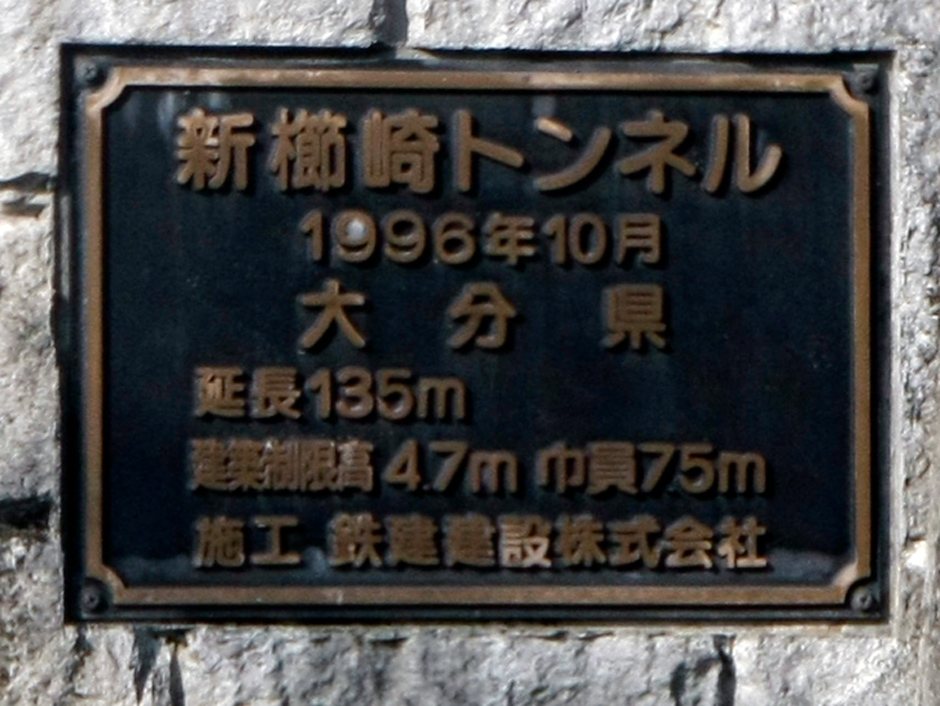 新櫛崎トンネル
1996年10月
大分県
延長135m
建築制限高 4.7m 巾員7.5m
施工 鉄建建設株式会社